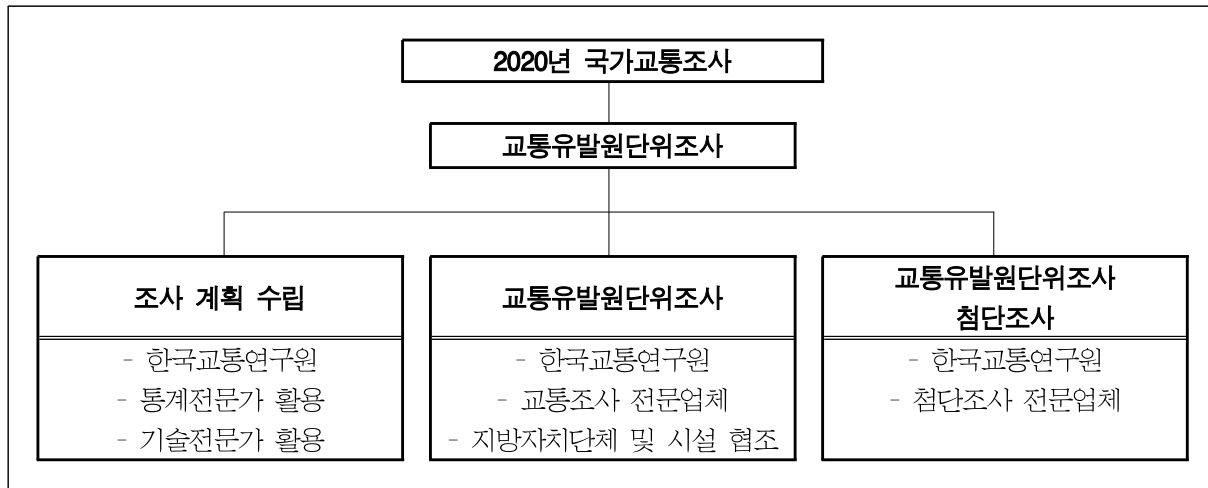 2020년 국가교통조사
교통유발원단위조사
조사 계획 수립
- 한국교통연구원
- 통계전문가 활용
- 기술전문가 활용
교통유발원단위조사
- 한국교통연구원
- 교통조사 전문업체
- 지방자치단체 및 시설 협조
교통유발원단위조사
첨단조사
- 한국교통연구원
- 첨단조사 전문업체